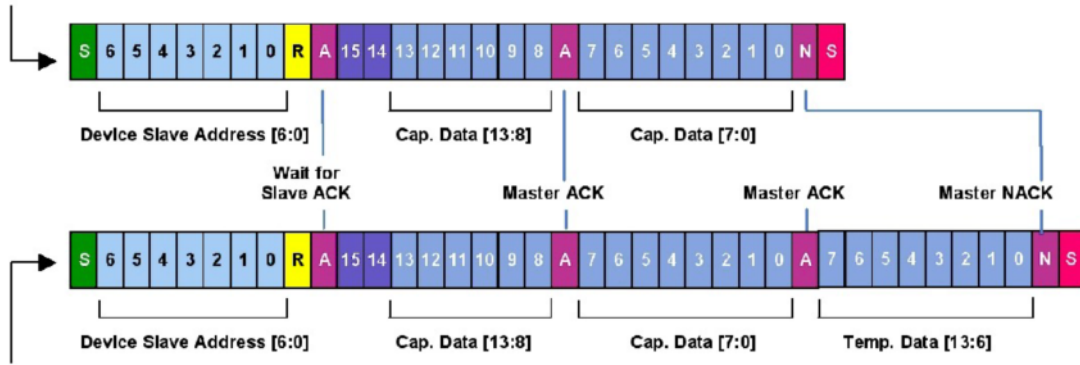 S 6 5 4 3 2 1 0 R A 15 14 13 12 11 10 9 8 A 7 6 5 4 3 2 1 0 N S
Device Slave Address [6:0] Cap. Data [13:8] Cap. Data [7:0]
Wait for
Slave ACK Master ACK Master ACK Master NACK
S 6 5 4 3 2 1 0 R A 15 14 13 12 11 10 9 8 A 7 6 5 4 3 2 1 0 A 7 6 5 4 3 2 1 0 N S
Device Slave Address [6:0] Cap. Data [13:8] Cap. Data [7:0] Temp. Data [13:6]